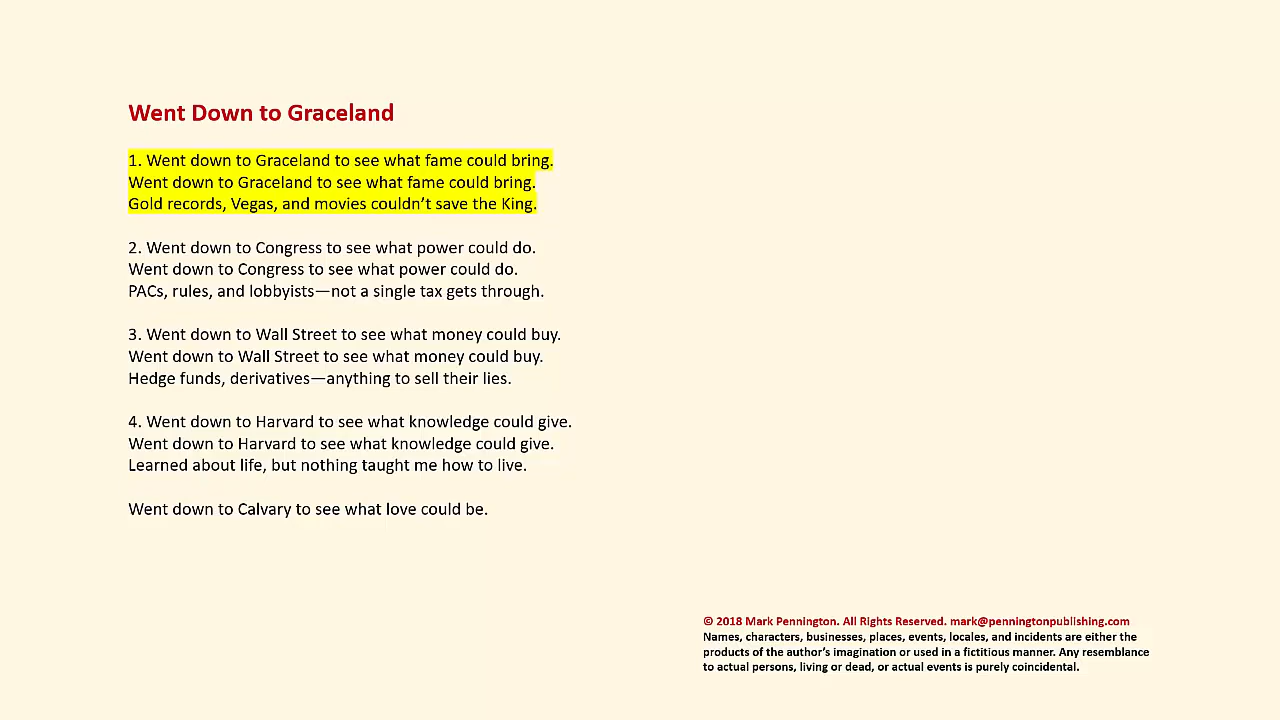 Went Down to Graceland
1. Went down to Graceland to see what fame could bring.
Went down to Graceland to see what fame could bring.
Gold records, Vegas, and movies couldn’t save the King.
2. Went down to Congress to see what power could do.
Went down to Congress to see what power could do.
PACs, rules, and lobbyists—not a single tax gets through.
3. Went down to Wall Street to see what money could buy.
Went down to Wall Street to see what money could buy.
Hedge funds, derivatives—anything to sell their lies.
4. Went down to Harvard to see what knowledge could give.
Went down to Harvard to see what knowledge could give.
Learned about life, but nothing taught me how to live.
Went down to Calvary to see what love could be.
© 2018 Mark Pennington. All Rights Reserved. mark@penningtonpublishing.com
Names, characters, businesses, places, events, locales, and incidents are either the
products of the author’s imagination or used in a fictitious manner. Any resemblance
to actual persons, living or dead, or actual events is purely coincidental.